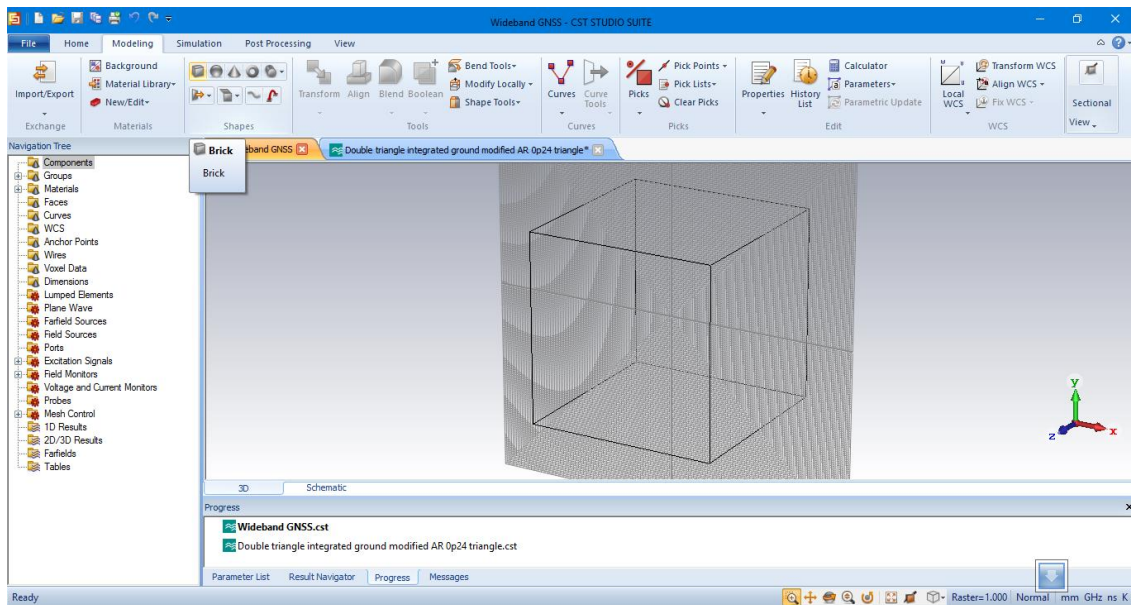 Wideband GNSS - CST STUDIO SUITE
File Home Modeling Simulation Post Processing View
Import/Export
Background
Material Library
New/Edit
Exchange
Materials
Shapes
Transform Align Blend Boolean
Bend Tools
Modify Locally
Shape Tools
Tools
Curves Curve Tools
Curves
Picks
Pick Points
Pick Lists
Clear Picks
Picks
Properties History List
Calculator
Parameters
Parametric Update
Edit
Local WCS
Transform WCS
Align WCS
Fix WCS
WCS
Sectional
View
Navigation Tree
Brick
Brick
eband GNSS
Double triangle integrated ground modified AR 0p24 triangle*
Components
Groups
Materials
Faces
Curves
WCS
Anchor Points
Wires
Voxel Data
Dimensions
Lumped Elements
Plane Wave
Farfield Sources
Field Sources
Ports
Excitation Signals
Field Monitors
Voltage and Current Monitors
Probes
Mesh Control
1D Results
2D/3D Results
Farfields
Tables
y
x
z
3D Schematic
Progress
Wideband GNSS.cst
Double triangle integrated ground modified AR 0p24 triangle.cst
Parameter List Result Navigator Progress Messages
Ready
Raster=1.000 Normal mm GHz ns K